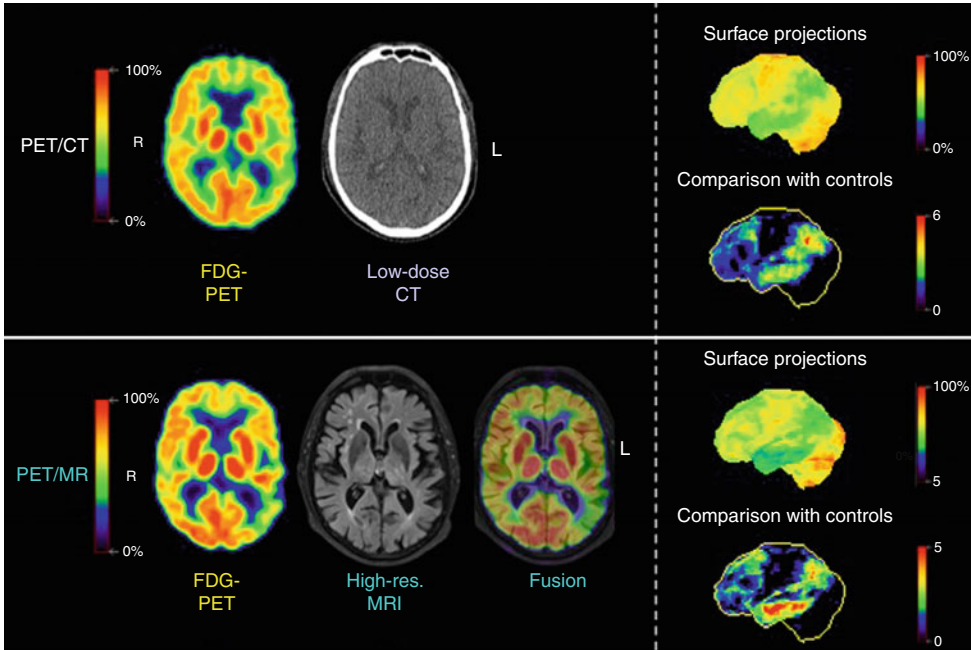 PET/CT
100%
0%
R
L
FDG-
PET
Low-dose
CT
Surface projections
100%
0%
Comparison with controls
6
0
PET/MR
100%
0%
R
L
FDG-
PET
High-res.
MRI
Fusion
Surface projections
100%
0%
5
Comparison with controls
5
0